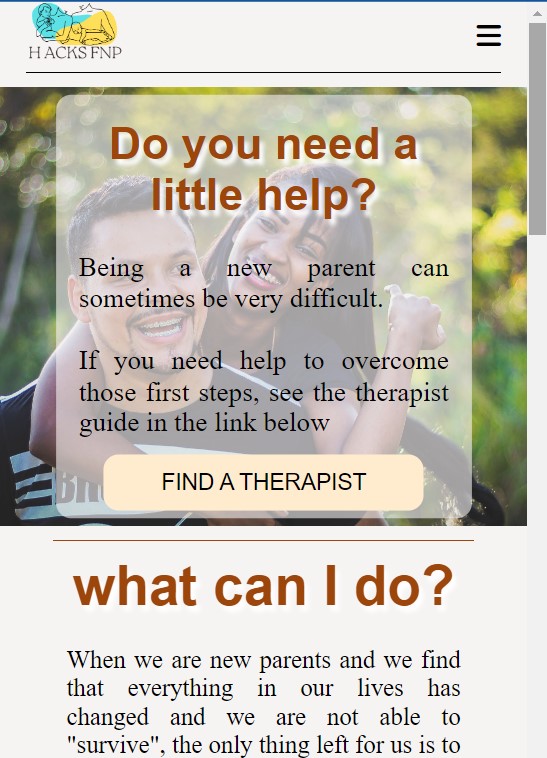 HACKS FNP
Do you need a
little help?
Being a new parent can
sometimes be very difficult.
If you need help to overcome
those first steps, see the therapist
guide in the link below
FIND A THERAPIST
what can I do?
When we are new parents and we find
that everything in our lives has
changed and we are not able to
"survive", the only thing left for us is to